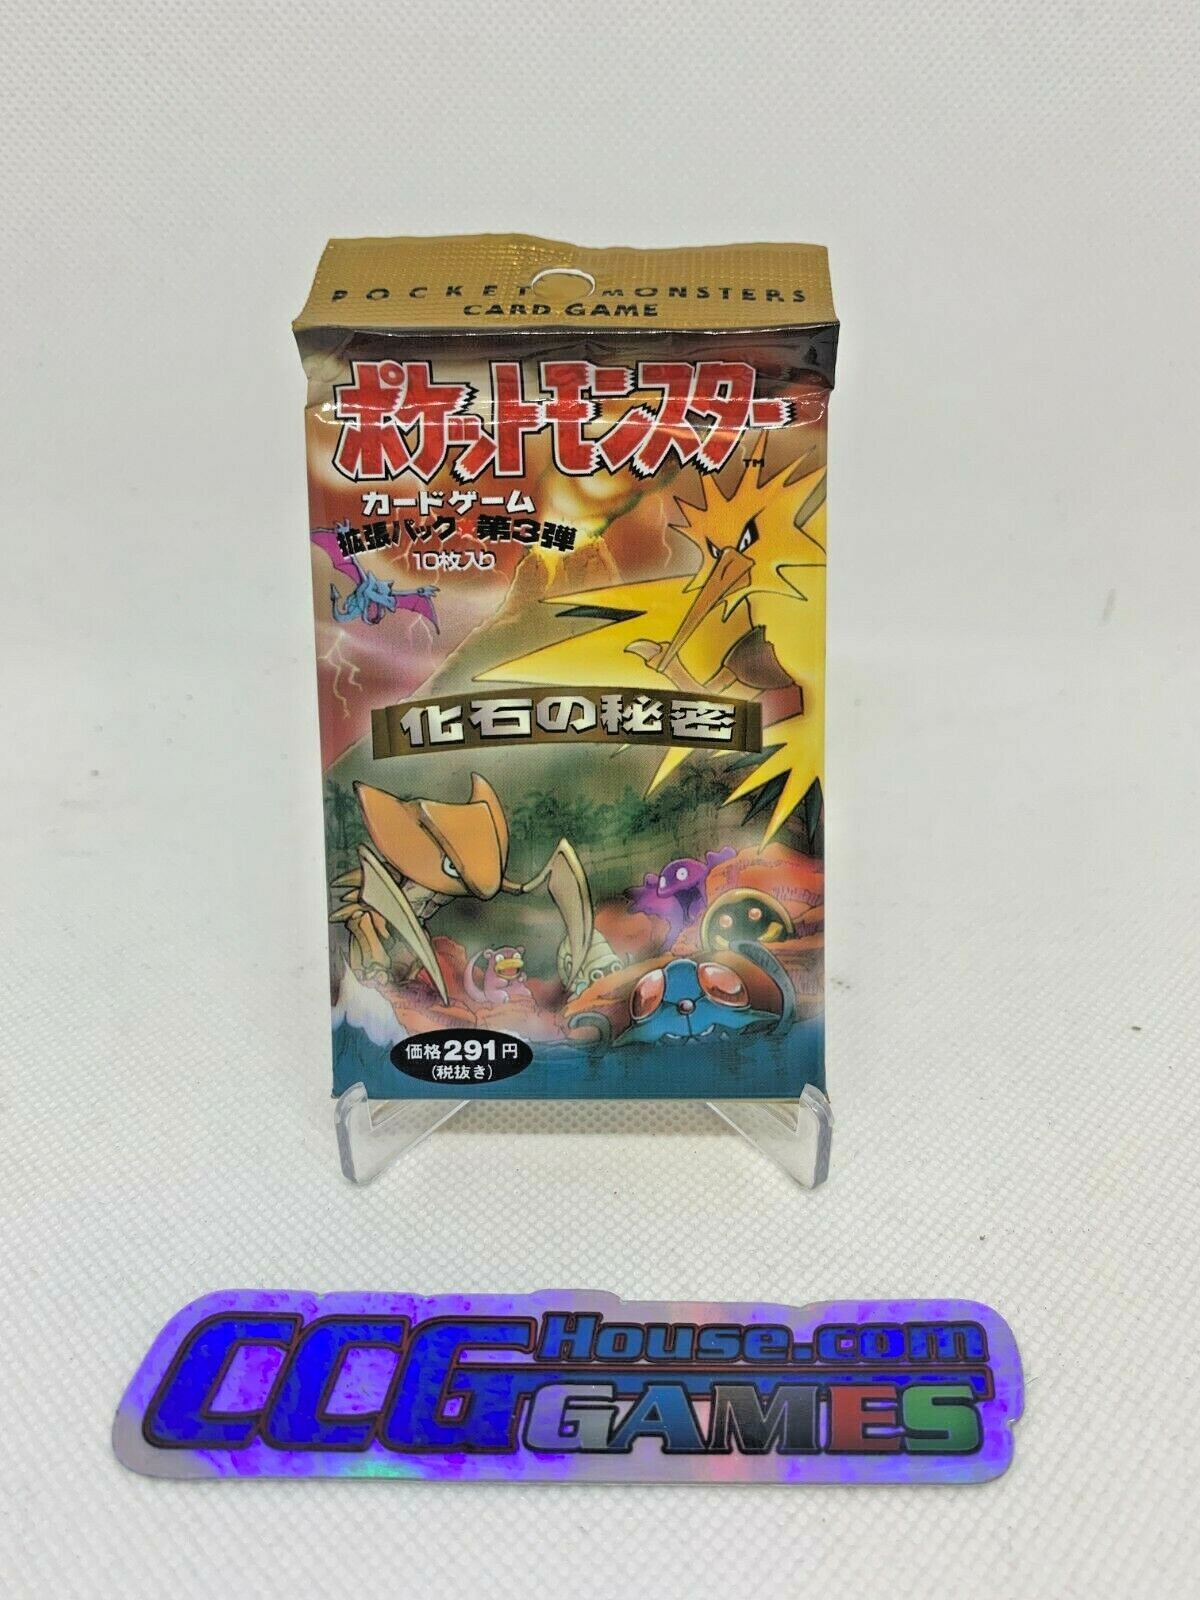 POCKET MONSTERS
CARD GAME
ポケットモンスター
TM
カードゲーム
拡張パック★第3弾
10枚入り
化石の秘密
価格291円
(税抜き)
CCG House.com
GAMES